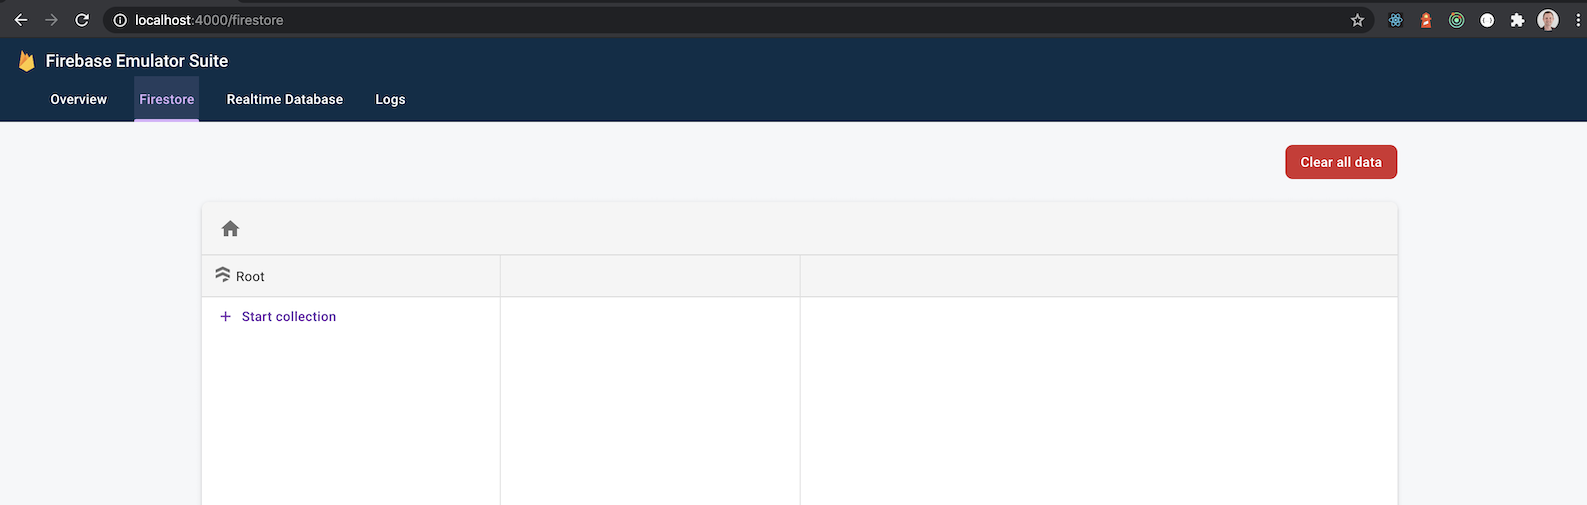 localhost:4000/firestore
Firebase Emulator Suite
Overview Firestore Realtime Database Logs
Clear all data
Root
+ Start collection